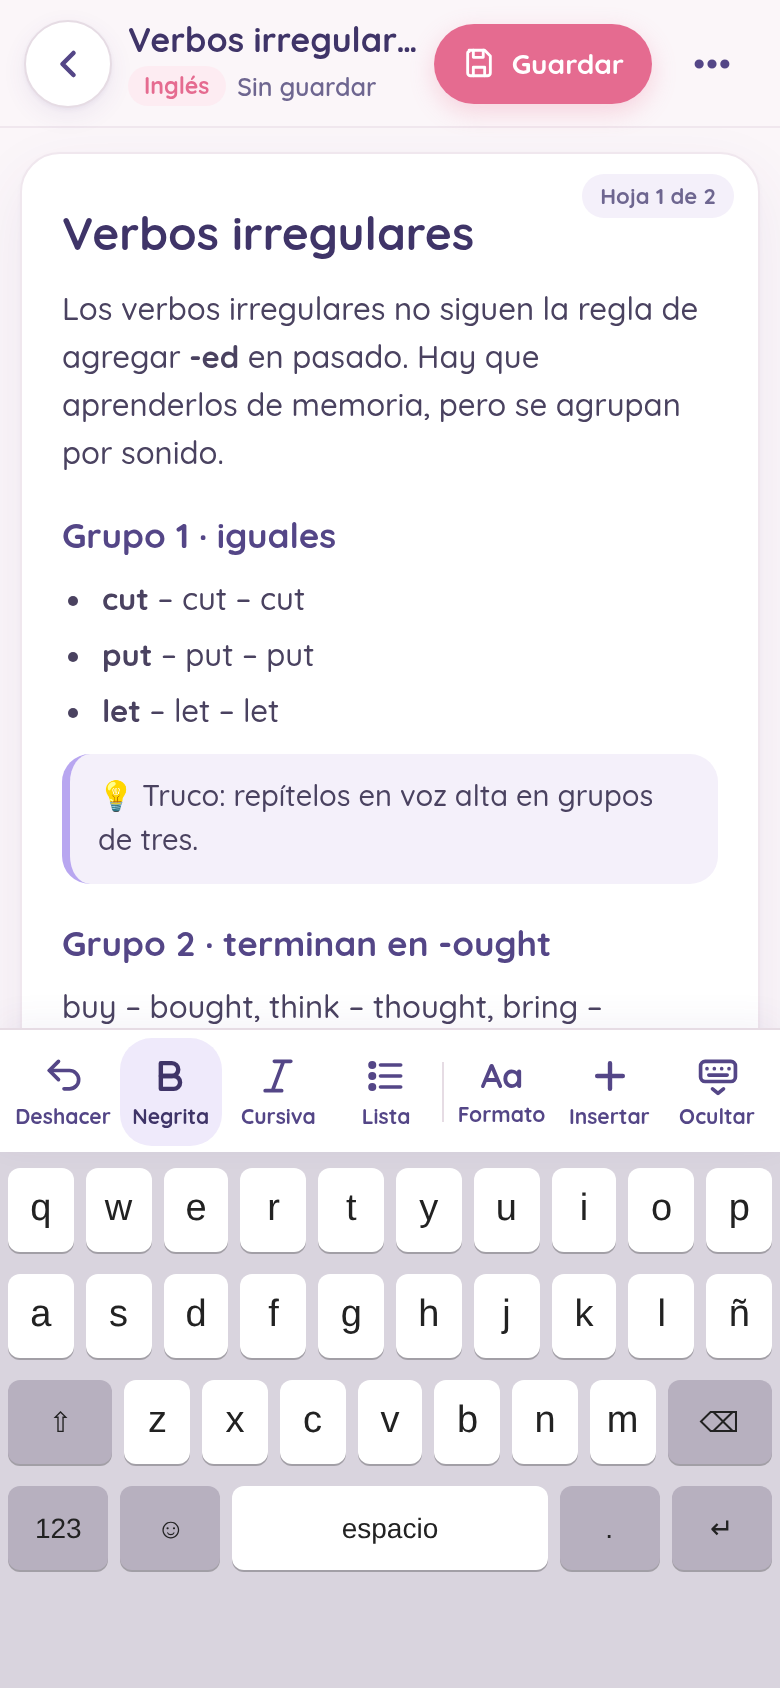 Verbos irregular...
Guardar
Inglés Sin guardar
Hoja 1 de 2
Verbos irregulares
Los verbos irregulares no siguen la regla de
agregar -ed en pasado. Hay que
aprenderlos de memoria, pero se agrupan
por sonido.
Grupo 1 · iguales
• cut – cut – cut
• put – put – put
• let – let – let
💡 Truco: repítelos en voz alta en grupos
de tres.
Grupo 2 · terminan en -ought
buy – bought, think – thought, bring –
Deshacer Negrita Cursiva Lista Formato Insertar Ocultar
q w e r t y u i o p
a s d f g h j k l ñ
⇧ z x c v b n m ⌫
123 ☺ espacio . ↵